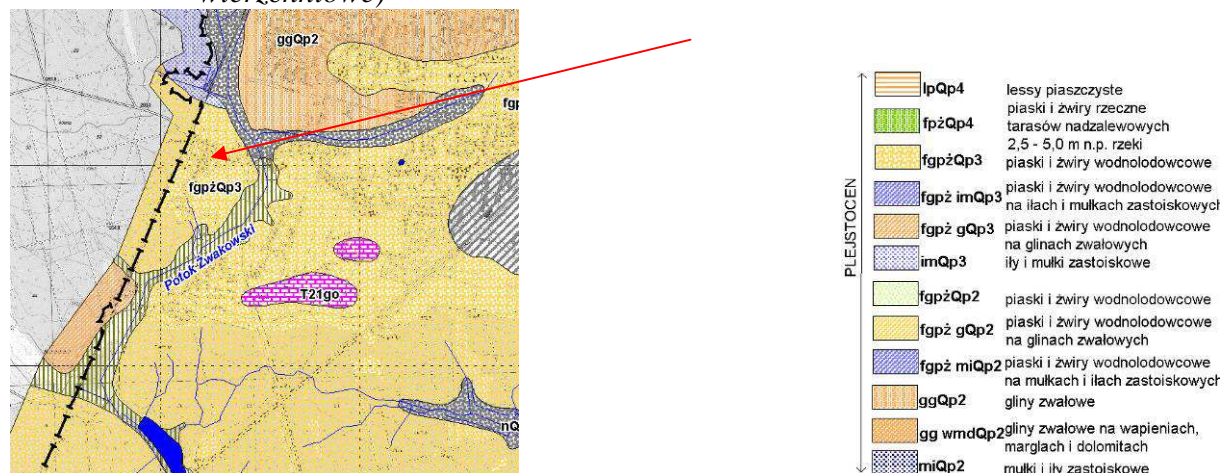 wierzeniowe)
ggQp2
fgp
fgpżQp3
Potok Żwakowski
T21go
nQ
PLEJSTOCEN
lpQp4 lessy piaszczyste
fpżQp4 piaski i żwiry rzeczne
tarasów nadzalewowych
2,5 - 5,0 m n.p. rzeki
fgpżQp3 piaski i żwiry wodnolodowcowe
fgpż imQp3 piaski i żwiry wodnolodowcowe
na iłach i mułkach zastoiskowych
fgpż gQp3 piaski i żwiry wodnolodowcowe
na glinach zwałowych
imQp3 iły i mułki zastoiskowe
fgpżQp2 piaski i żwiry wodnolodowcowe
fgpż gQp2 piaski i żwiry wodnolodowcowe
na glinach zwałowych
fgpż miQp2 piaski i żwiry wodnolodowcowe
na mułkach i iłach zastoiskowych
ggQp2 gliny zwałowe
gg wmdQp2 gliny zwałowe na wapieniach,
marglach i dolomitach
miQp2 mułki i iły zastoiskowe